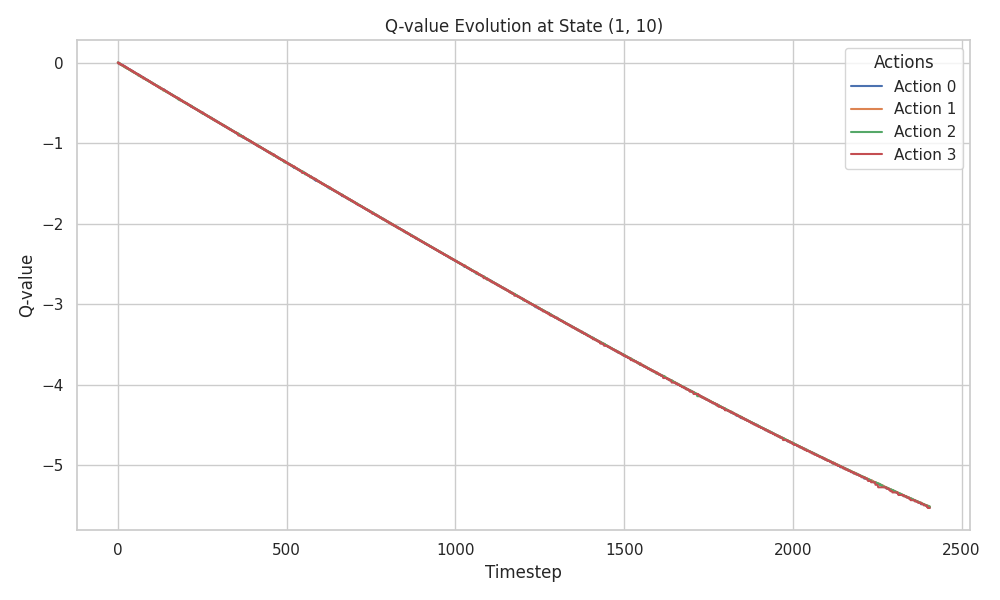 Q-value Evolution at State (1, 10)
Actions
Action 0
Action 1
Action 2
Action 3
Q-value
0
−1
−2
−3
−4
−5
0 500 1000 1500 2000 2500
Timestep